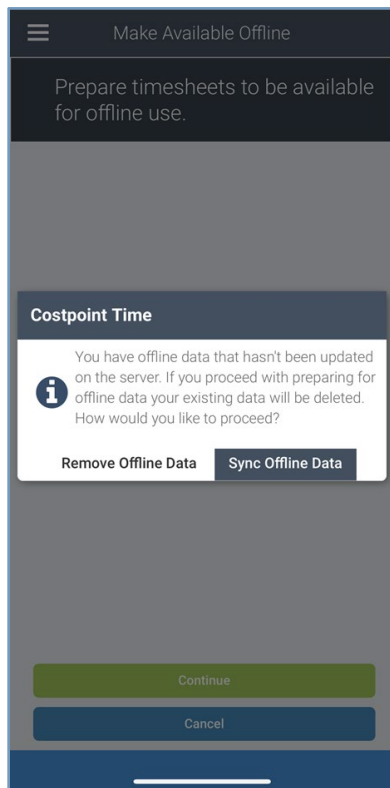 Make Available Offline
Prepare timesheets to be available
for offline use.
Costpoint Time
You have offline data that hasn't been updated
on the server. If you proceed with preparing for
offline data your existing data will be deleted.
How would you like to proceed?
Remove Offline Data Sync Offline Data
Continue
Cancel